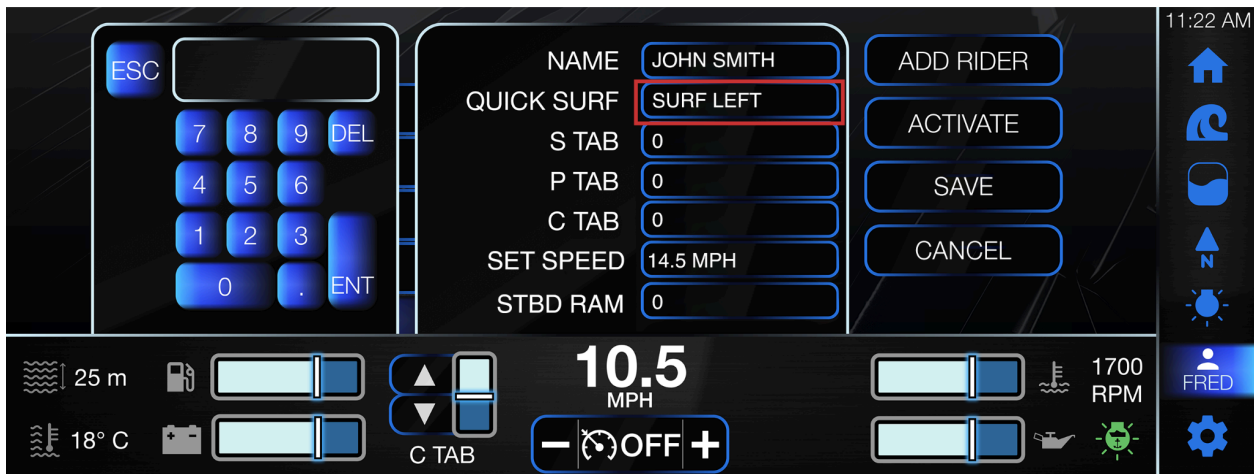 11:22 AM
ESC
7 8 9 DEL
4 5 6
1 2 3
0 . ENT
NAME JOHN SMITH
QUICK SURF SURF LEFT
S TAB 0
P TAB 0
C TAB 0
SET SPEED 14.5 MPH
STBD RAM 0
ADD RIDER
ACTIVATE
SAVE
CANCEL
N
FRED
25 m
18° C
C TAB
10.5
MPH
− OFF +
1700
RPM